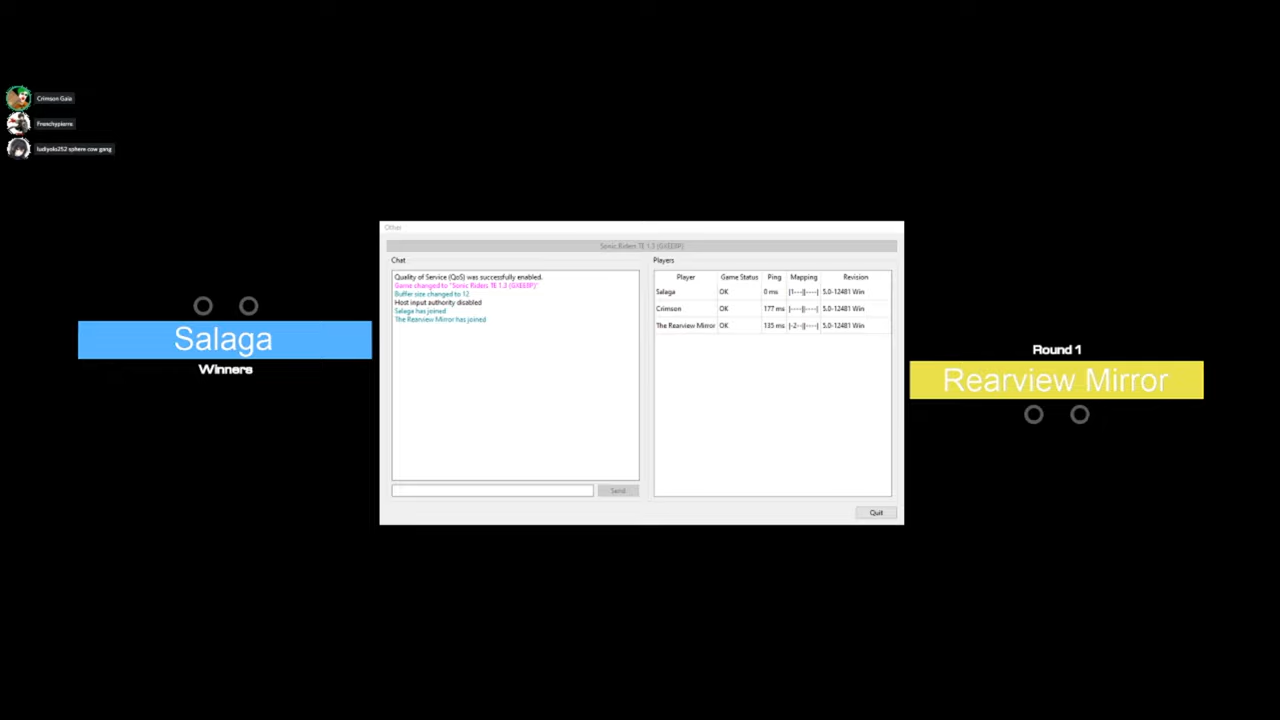 Crimson Gaia
Frenchypierre
ludiyoko252 sphere cow gang
Other
Sonic Riders TE 1.3 (GXEE8P)
Chat
Players
Quality of Service (QoS) was successfully enabled.
Game changed to "Sonic Riders TE 1.3 (GXEE8P)"
Buffer size changed to 12
Host input authority disabled
Salaga has joined
The Rearview Mirror has joined
Player Game Status Ping Mapping Revision
Salaga OK 0 ms |1---||----| 5.0-12481 Win
Crimson OK 177 ms |----||----| 5.0-12481 Win
The Rearview Mirror OK 135 ms |-2--||----| 5.0-12481 Win
Send
Quit
Salaga
Winners
Round 1
Rearview Mirror